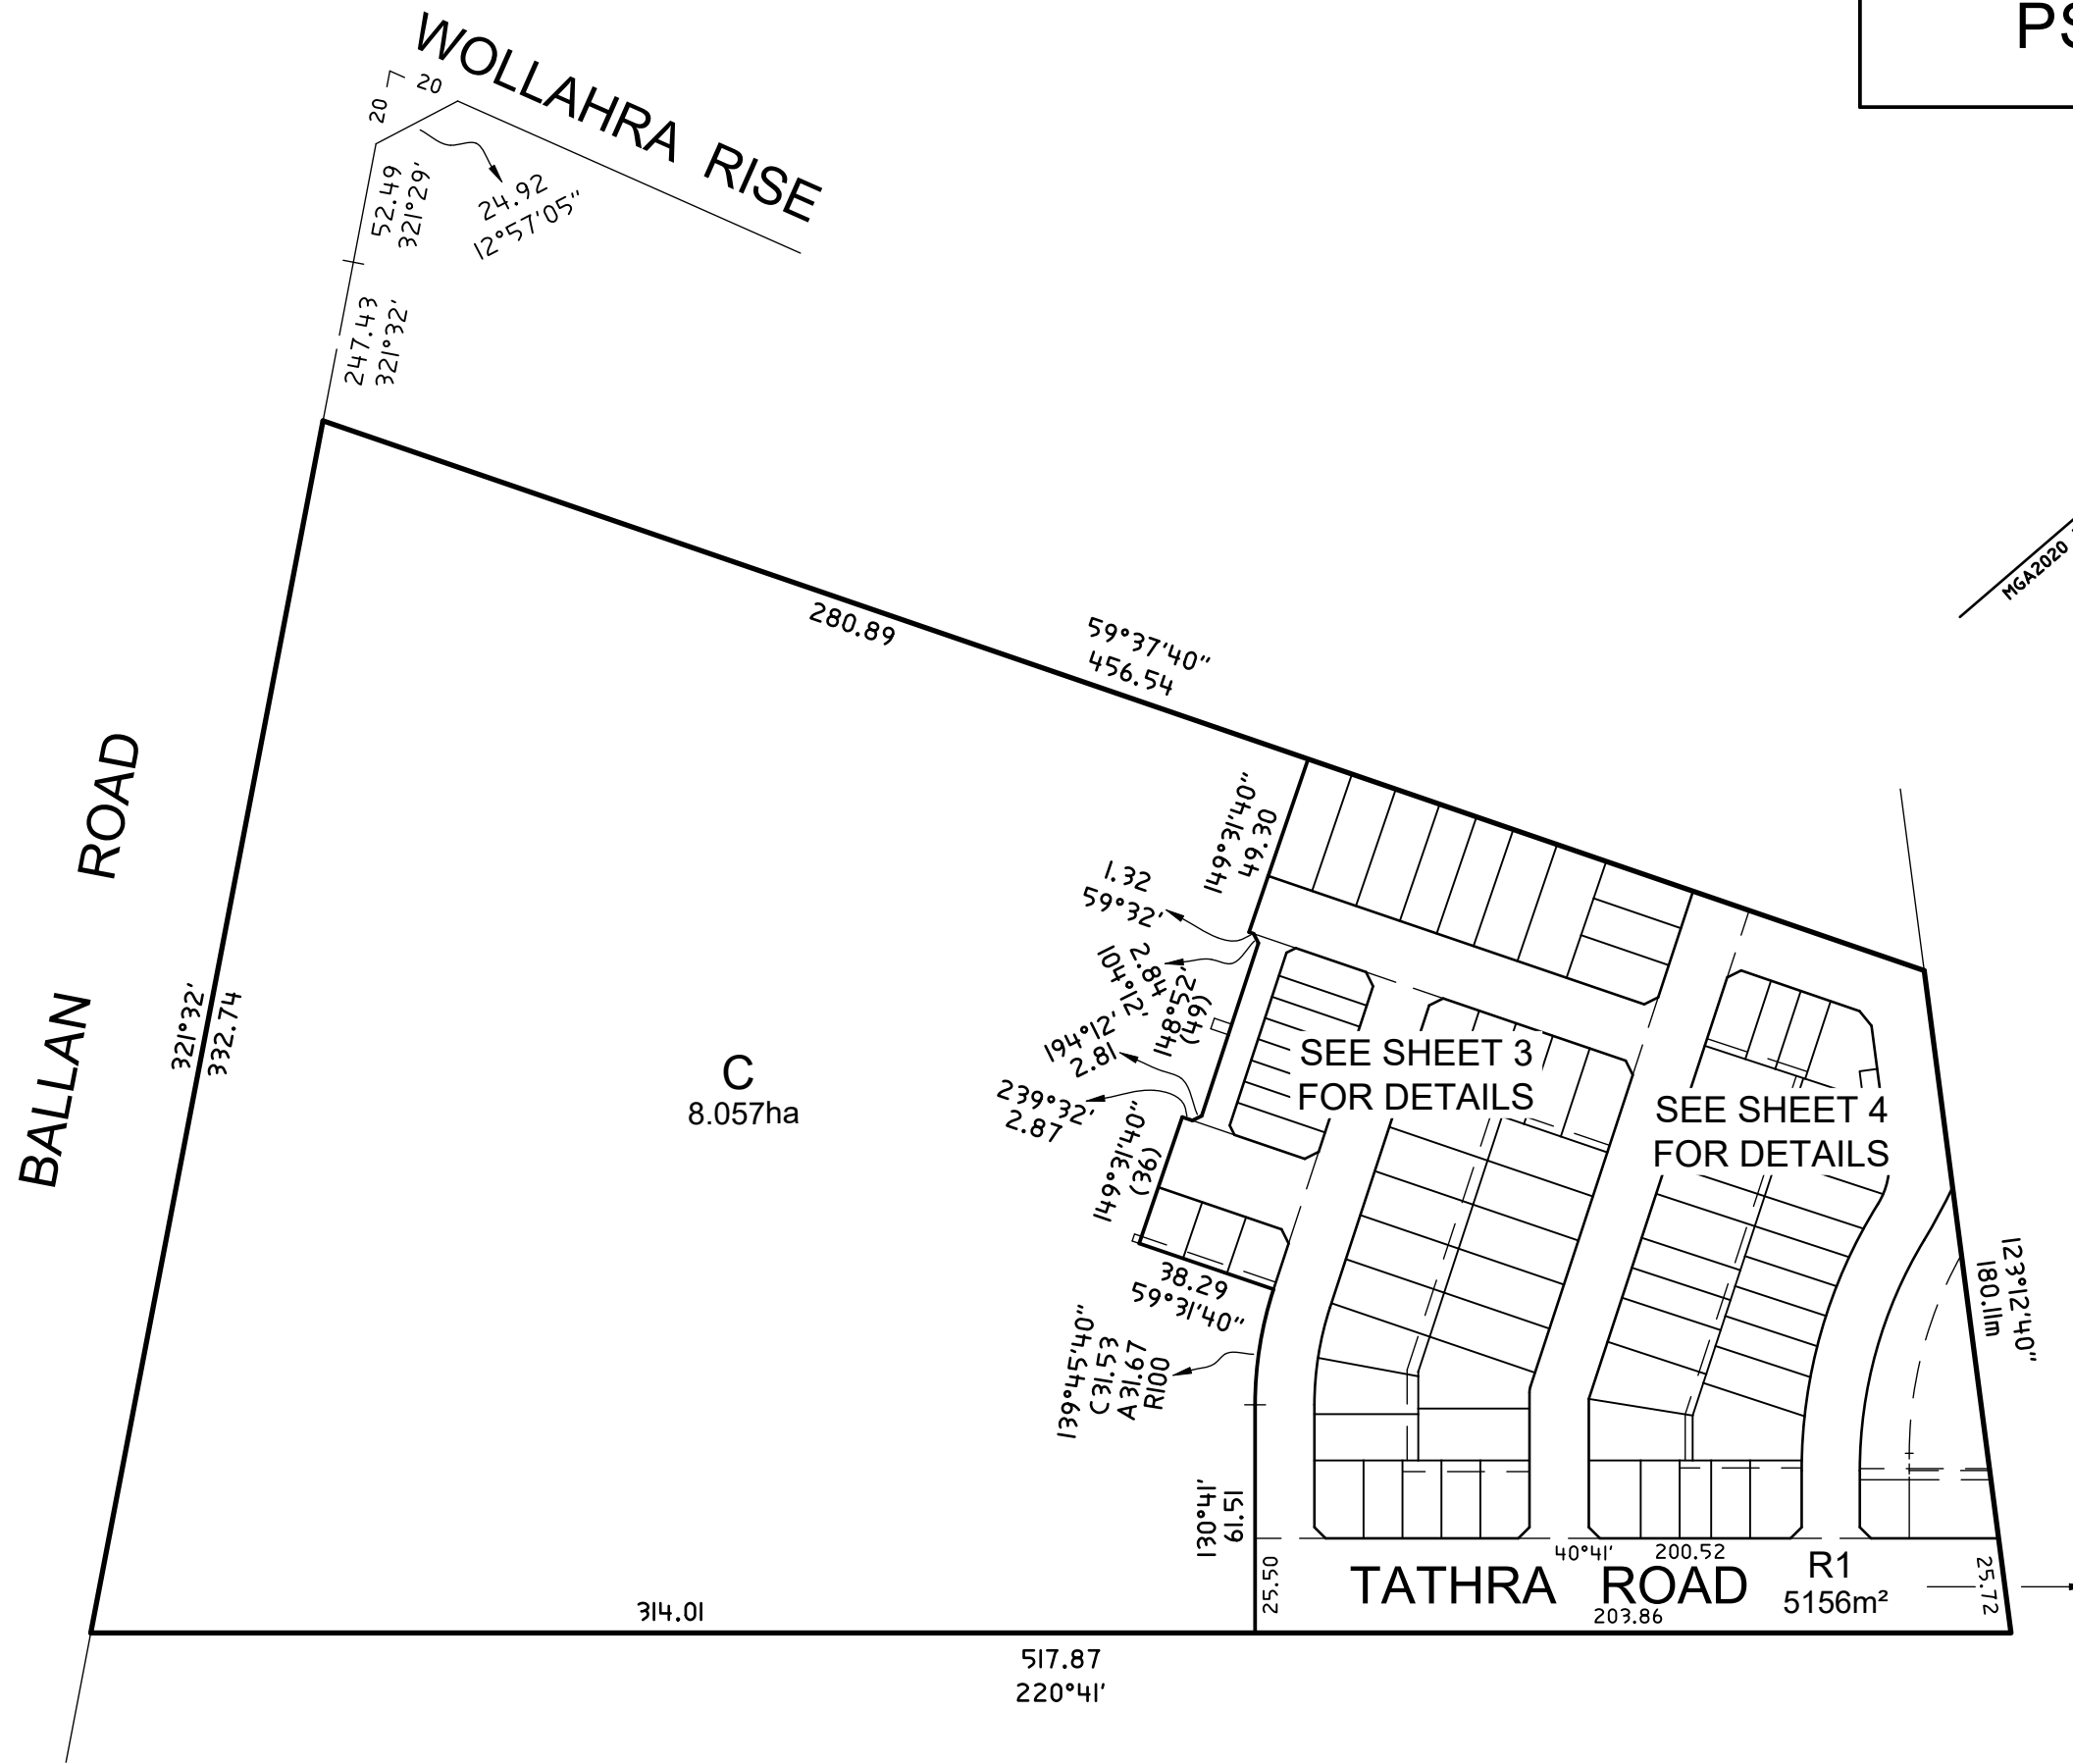 PS
WOLLAHRA RISE
20
20
24.92
12°57'05"
52.49
321°29'
247.43
321°32'
MGA2020
280.89
59°37'40"
456.54
BALLAN ROAD
321°32'
332.74
C
8.057ha
149°31'40"
49.30
1.32
59°32'
2.84
104°12'
148°52'
(49)
194°12'
2.81
239°32'
2.87
149°31'40"
(36)
38.29
59°31'40"
139°45'40"
C 31.53
A 31.67
R100
130°41'
61.51
SEE SHEET 3
FOR DETAILS
SEE SHEET 4
FOR DETAILS
123°12'40"
180.11m
25.50
40°41' 200.52
TATHRA ROAD
203.86
R1
5156m²
25.72
314.01
517.87
220°41'